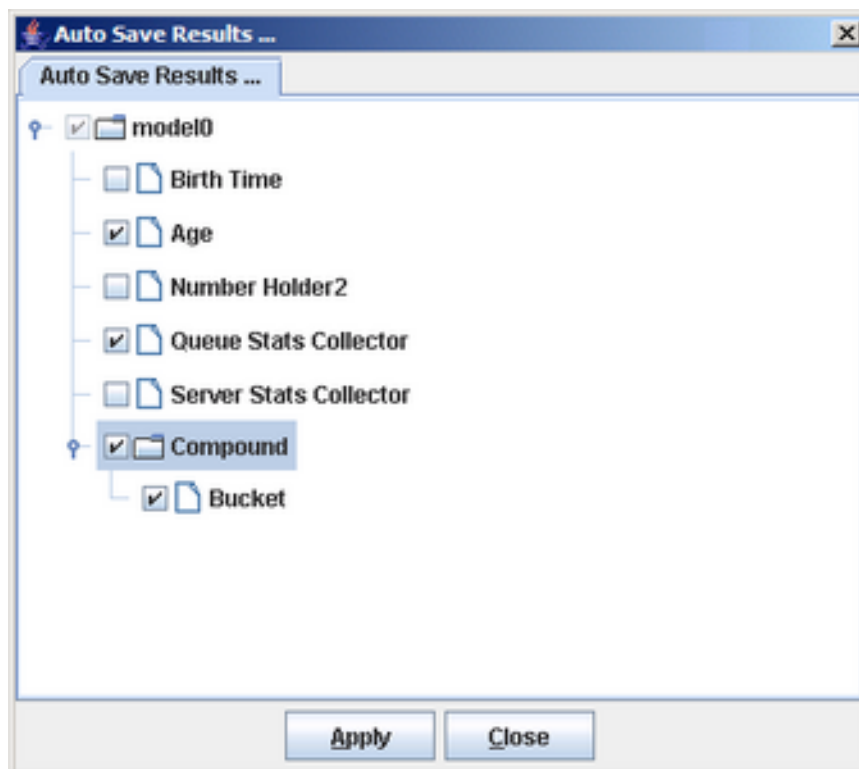 Auto Save Results ...
Auto Save Results ...
model0
Birth Time
Age
Number Holder2
Queue Stats Collector
Server Stats Collector
Compound
Bucket
Apply Close